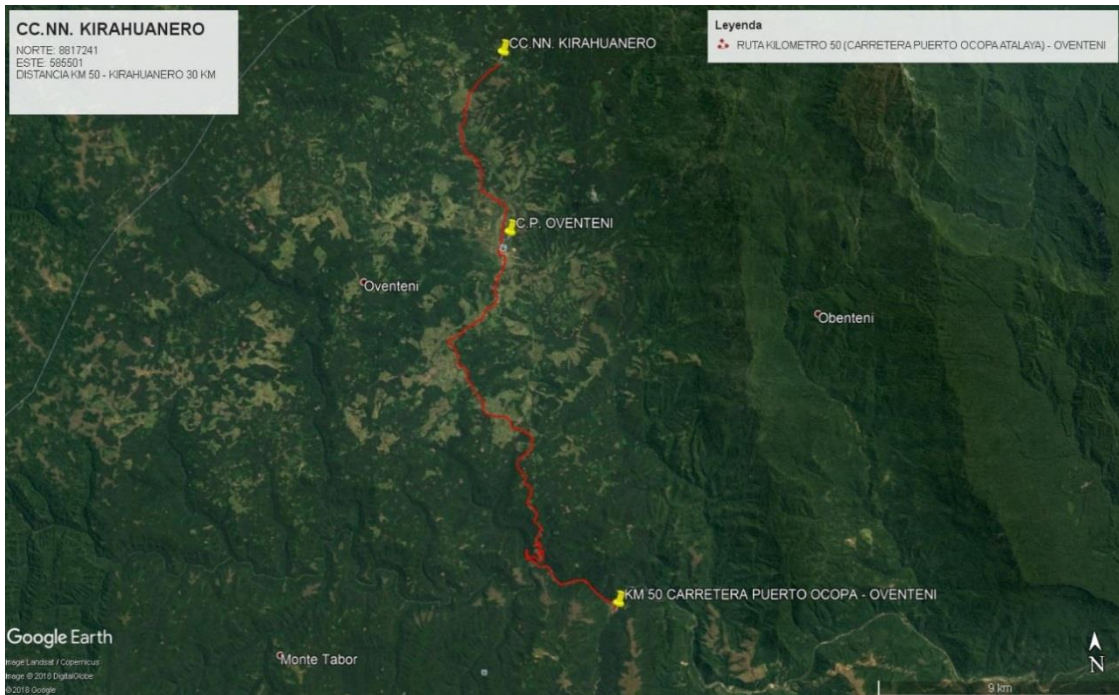 CC.NN. KIRAHUANERO
NORTE: 8817241
ESTE: 585501
DISTANCIA KM 50 - KIRAHUANERO 30 KM
Leyenda
RUTA KILOMETRO 50 (CARRETERA PUERTO OCOPA ATALAYA) - OVENTENI
CC.NN. KIRAHUANERO
C.P. OVENTENI
Oventeni
Obenteni
KM 50 CARRETERA PUERTO OCOPA - OVENTENI
Monte Tabor
Google Earth
Image Landsat / Copernicus
Image © 2018 DigitalGlobe
© 2018 Google
N
9 km